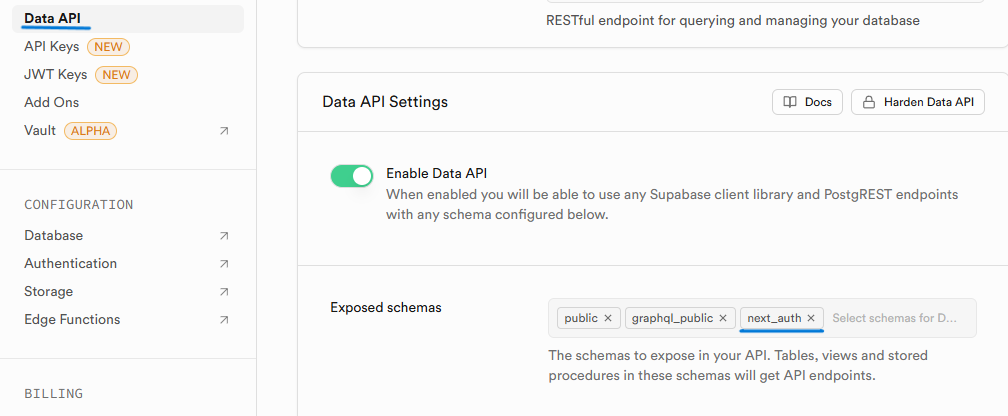 Data API
API Keys NEW
JWT Keys NEW
Add Ons
Vault ALPHA
CONFIGURATION
Database
Authentication
Storage
Edge Functions
BILLING
RESTful endpoint for querying and managing your database
Data API Settings
Docs
Harden Data API
Enable Data API
When enabled you will be able to use any Supabase client library and PostgREST endpoints
with any schema configured below.
Exposed schemas
public
graphql_public
next_auth
Select schemas for D...
The schemas to expose in your API. Tables, views and stored
procedures in these schemas will get API endpoints.